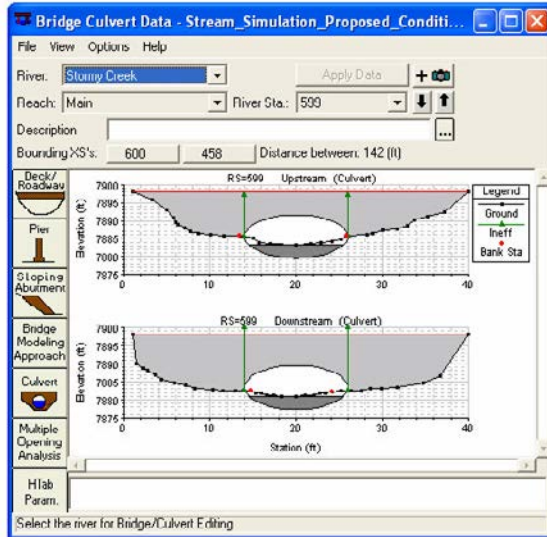 Bridge Culvert Data - Stream_Simulation_Proposed_Conditi...
File View Options Help
River: Stormy Creek Apply Data
Reach: Main River Sta.: 599
Description ...
Bounding XS's: 600 458 Distance between: 142 (ft)
Deck/
Roadway
Pier
Sloping
Abutment
Bridge
Modeling
Approach
Culvert
Multiple
Opening
Analysis
Htab
Param.
RS=599 Upstream (Culvert)
Elevation (ft)
7900
7895
7890
7885
7880
7875
0 10 20 30 40
Legend
Ground
Ineff
Bank Sta
RS=599 Downstream (Culvert)
Elevation (ft)
7900
7895
7890
7885
7880
7875
0 10 20 30 40
Station (ft)
Select the river for Bridge/Culvert Editing